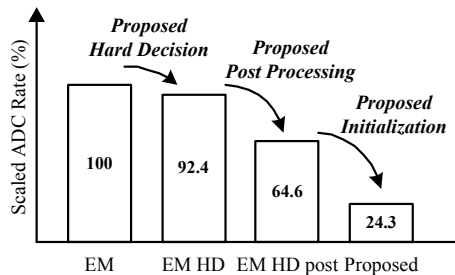 Scaled ADC Rate (%)
Proposed
Hard Decision
Proposed
Post Processing
Proposed
Initialization
100
92.4
64.6
24.3
EM
EM HD
EM HD post
Proposed